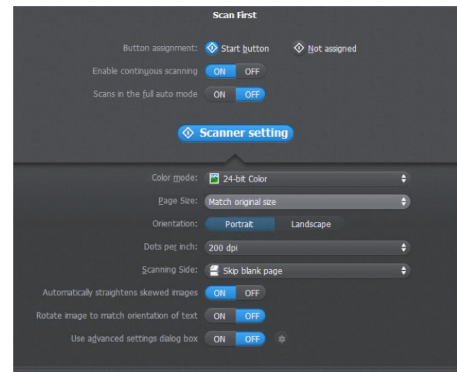 Scan First
Button assignment: Start button Not assigned
Enable continuous scanning ON OFF
Scans in the full auto mode ON OFF
Scanner setting
Color mode: 24-bit Color
Page Size: Match original size
Orientation: Portrait Landscape
Dots per inch: 200 dpi
Scanning Side: Skip blank page
Automatically straightens skewed images ON OFF
Rotate image to match orientation of text ON OFF
Use advanced settings dialog box ON OFF